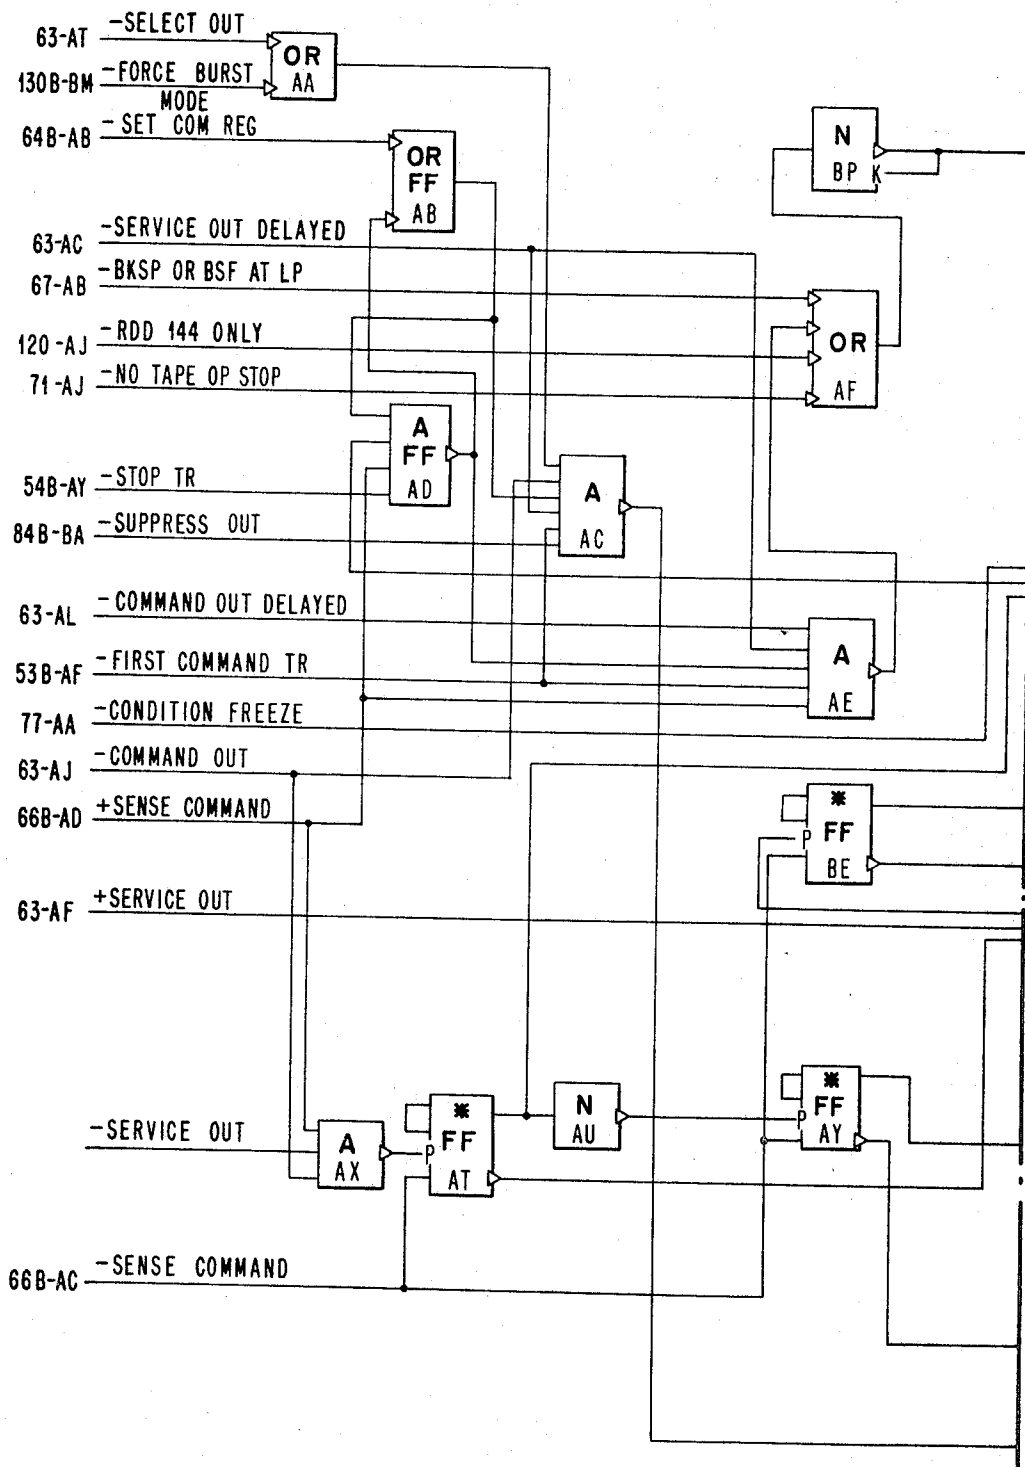 63-AT -SELECT OUT
OR
AA
130B-BM -FORCE BURST
MODE
64B-AB -SET COM REG
OR
FF
AB
N
BP K
63-AC -SERVICE OUT DELAYED
67-AB -BKSP OR BSF AT LP
120-AJ -RDD 144 ONLY
OR
AF
71-AJ -NO TAPE OP STOP
A
FF
AD
54B-AY -STOP TR
A
AC
84B-BA -SUPPRESS OUT
63-AL -COMMAND OUT DELAYED
53B-AF -FIRST COMMAND TR
A
AE
77-AA -CONDITION FREEZE
63-AJ -COMMAND OUT
66B-AD +SENSE COMMAND
*
P FF
BE
63-AF +SERVICE OUT
-SERVICE OUT
A
AX
*
P FF
AT
N
AU
*
P FF
AY
66B-AC -SENSE COMMAND